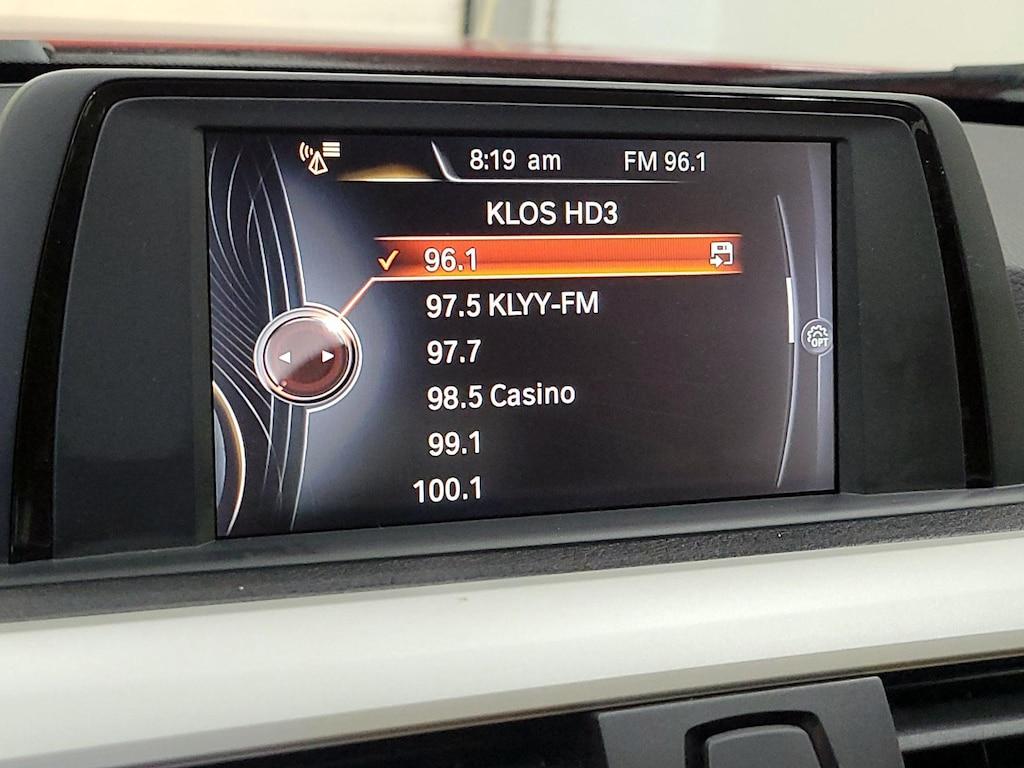 8:19 am FM 96.1
KLOS HD3
96.1
97.5 KLYY-FM
97.7
OPT
98.5 Casino
99.1
100.1